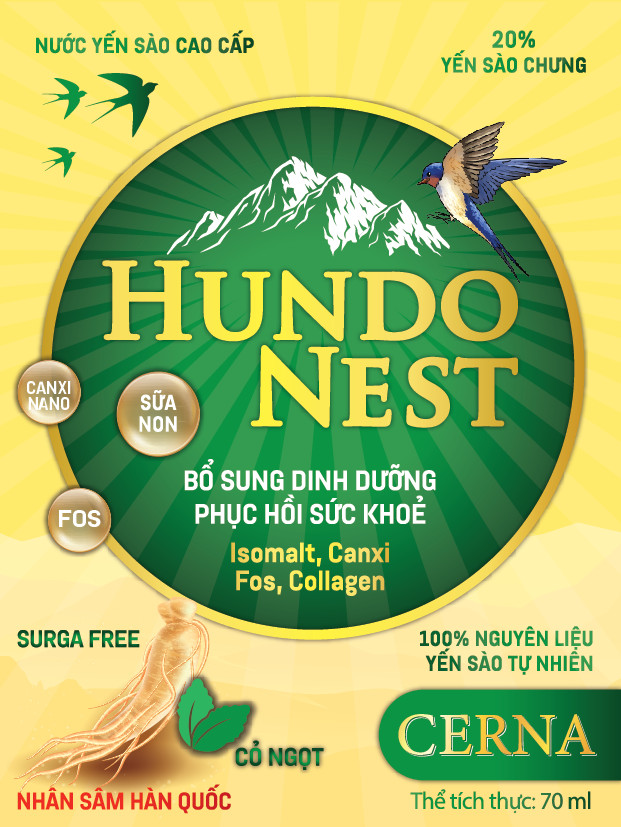 NƯỚC YẾN SÀO CAO CẤP
20%
YẾN SÀO CHƯNG
HUNDO
NEST
CANXI
NANO
SỮA
NON
FOS
BỔ SUNG DINH DƯỠNG
PHỤC HỒI SỨC KHOẺ
Isomalt, Canxi
Fos, Collagen
SURGA FREE
100% NGUYÊN LIỆU
YẾN SÀO TỰ NHIÊN
CERNA
CỎ NGỌT
NHÂN SÂM HÀN QUỐC
Thể tích thực: 70 ml